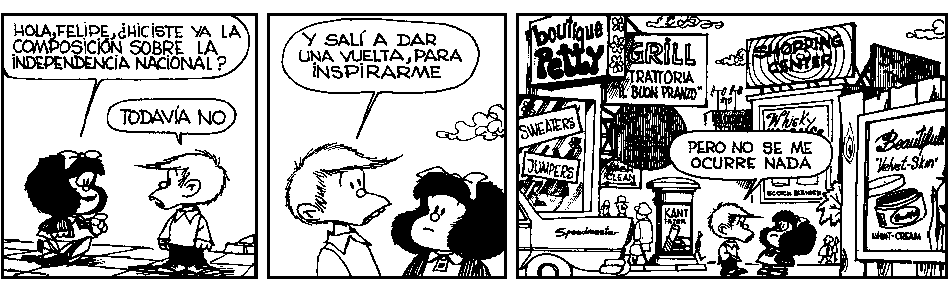 HOLA, FELIPE, ¿HICISTE YA LA
COMPOSICIÓN SOBRE LA
INDEPENDENCIA NACIONAL?
TODAVÍA NO
Y SALÍ A DAR
UNA VUELTA, PARA
INSPIRARME
boutique
Petty
GRILL
TRATTORIA
IL BUON PRANZO"
SHOPPING
CENTER
SWEATERS
JUMPERS
Whisky
PERO NO SE ME
OCURRE NADA
CLEAN
KANT
Speedmania
Beautiful
"Velvet-Skin"